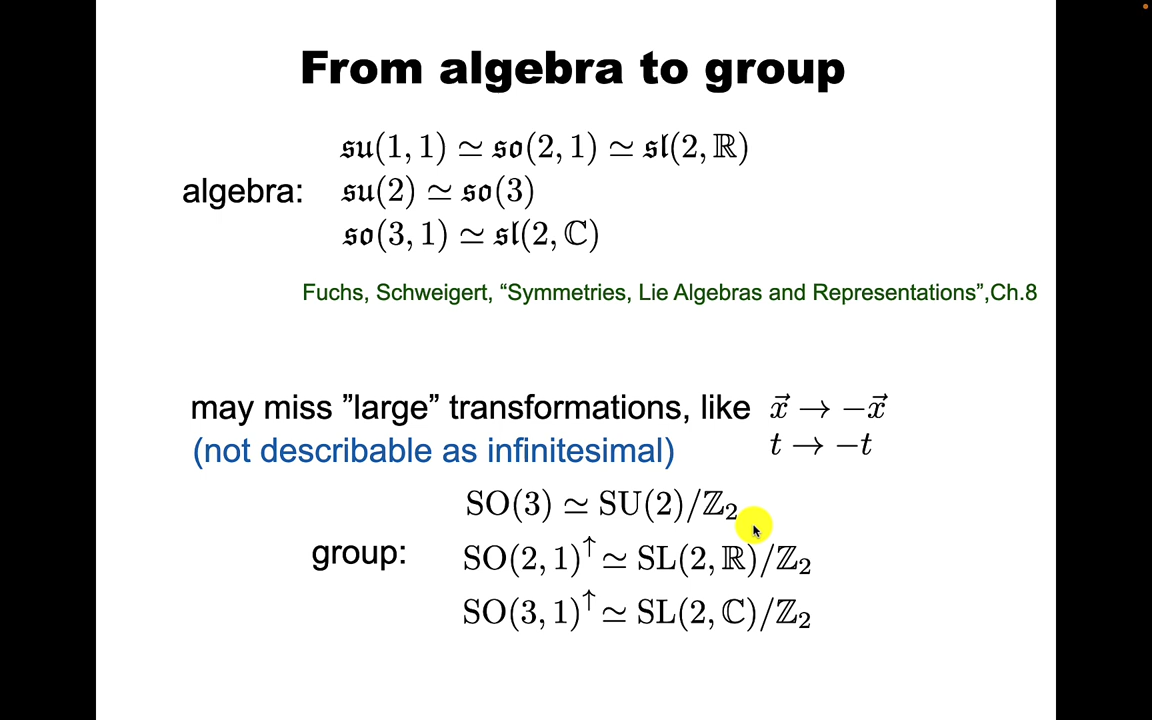 From algebra to group
𝔰𝔲(1, 1) ≃ 𝔰𝔬(2, 1) ≃ 𝔰𝔩(2, ℝ)
algebra: 𝔰𝔲(2) ≃ 𝔰𝔬(3)
𝔰𝔬(3, 1) ≃ 𝔰𝔩(2, ℂ)
Fuchs, Schweigert, “Symmetries, Lie Algebras and Representations”,Ch.8
may miss ”large” transformations, like x⃗ → −x⃗
(not describable as infinitesimal) t → −t
SO(3) ≃ SU(2)/ℤ₂
group: SO(2, 1)↑ ≃ SL(2, ℝ)/ℤ₂
SO(3, 1)↑ ≃ SL(2, ℂ)/ℤ₂